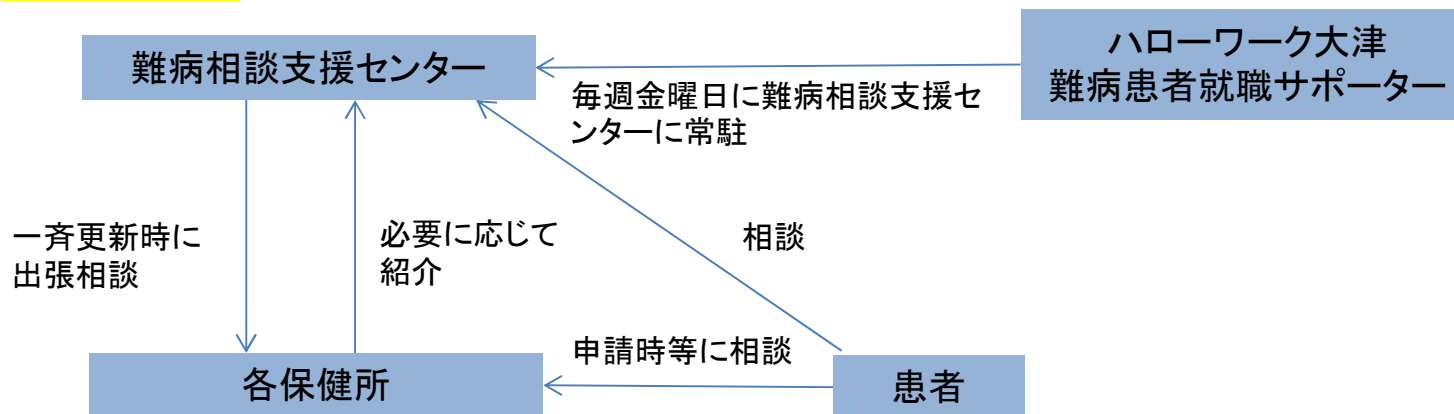 難病相談支援センター
ハローワーク大津
難病患者就職サポーター
毎週金曜日に難病相談支援セ
ンターに常駐
一斉更新時に
出張相談
必要に応じて
紹介
相談
申請時等に相談
各保健所
患者